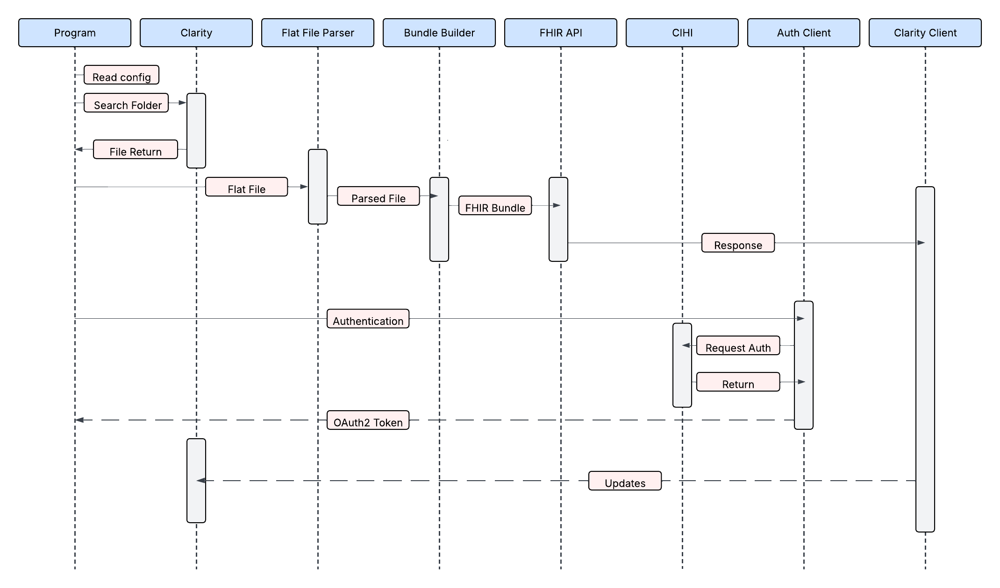 Program
Clarity
Flat File Parser
Bundle Builder
FHIR API
CIHI
Auth Client
Clarity Client
Read config
Search Folder
File Return
Flat File
Parsed File
FHIR Bundle
Response
Authentication
Request Auth
Return
OAuth2 Token
Updates